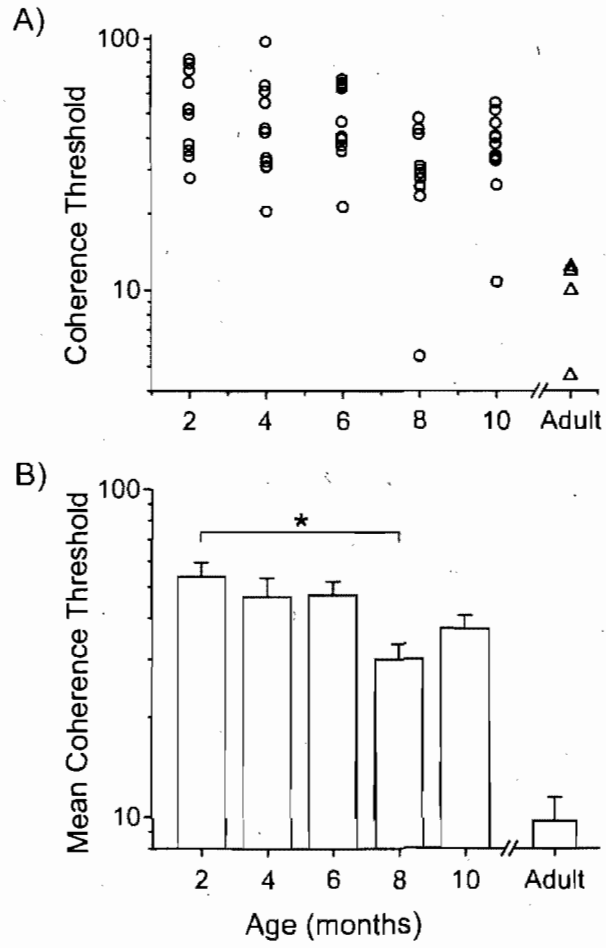 A)
100
Coherence Threshold
10
2 4 6 8 10 Adult
B)
100
*
Mean Coherence Threshold
10
2 4 6 8 10 Adult
Age (months)